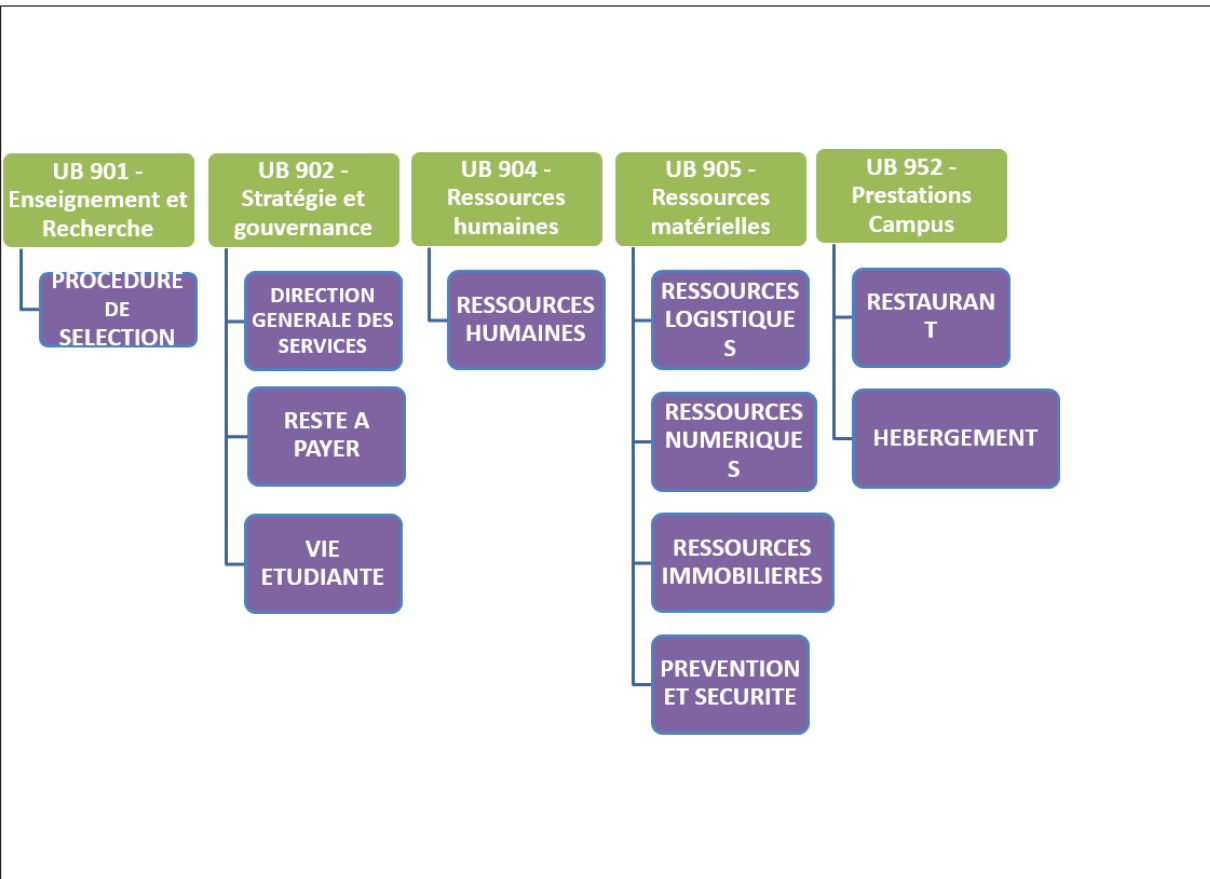 UB 901 -
Enseignement et
Recherche
PROCEDURE
DE
SELECTION
UB 902 -
Stratégie et
gouvernance
DIRECTION
GENERALE DES
SERVICES
RESTE A
PAYER
VIE
ETUDIANTE
UB 904 -
Ressources
humaines
RESSOURCES
HUMAINES
UB 905 -
Ressources
matérielles
RESSOURCES
LOGISTIQUE
S
RESSOURCES
NUMERIQUE
S
RESSOURCES
IMMOBILIERES
PREVENTION
ET SECURITE
UB 952 -
Prestations
Campus
RESTAURAN
T
HEBERGEMENT